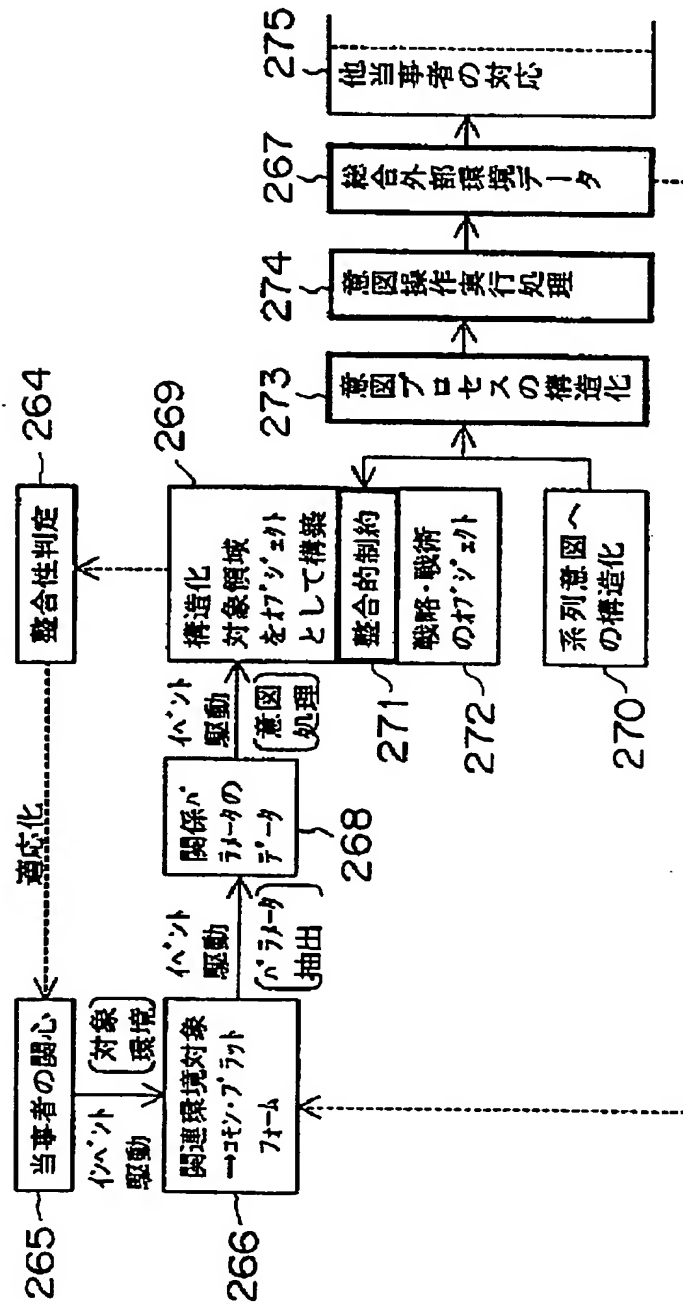 264
整合性判定
適応化
265
当事者の関心
インベント
駆動
対象
環境
266
関連環境対象
→コモン・プラット
フォーム
イベント
駆動
パラメータ
抽出
268
関係パ
ラメータの
データ
イベント
駆動
意図
処理
269
構造化
対象領域
をオブジェクト
として構築
271
整合的制約
272
戦略・戦術
のオブジェクト
270
系列意図へ
の構造化
273
意図プロセスの構造化
274
意図操作実行処理
267
総合外部環境データ
275
他当事者の対応